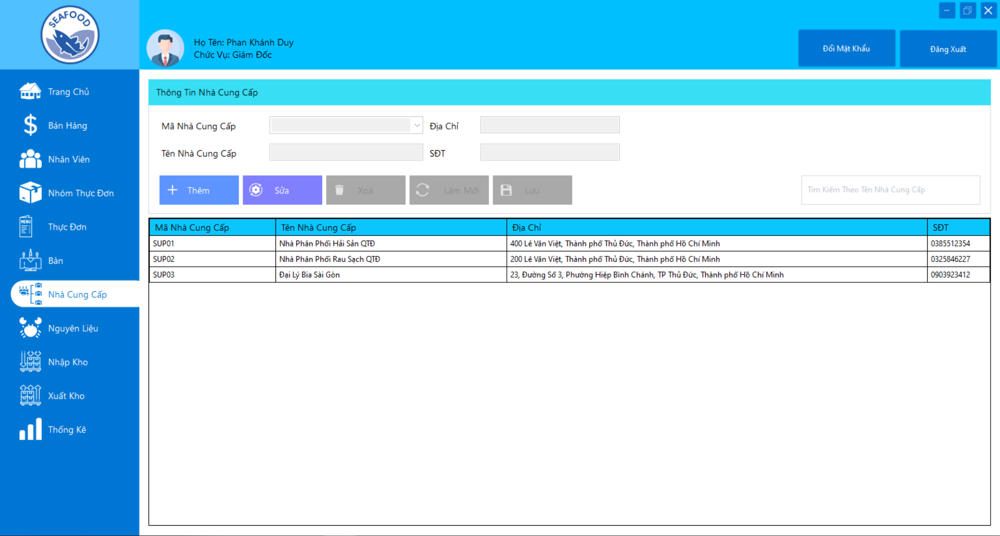 SEAFOOD
Họ Tên: Phan Khánh Duy
Chức Vụ: Giám Đốc
Đổi Mật Khẩu
Đăng Xuất
Trang Chủ
Bán Hàng
Nhân Viên
Nhóm Thực Đơn
MENU
Thực Đơn
Bàn
Nhà Cung Cấp
Nguyên Liệu
Nhập Kho
Xuất Kho
Thống Kê
Thông Tin Nhà Cung Cấp
Mã Nhà Cung Cấp
Địa Chỉ
Tên Nhà Cung Cấp
SĐT
Thêm
Sửa
Xoá
Làm Mới
Lưu
Tìm Kiếm Theo Tên Nhà Cung Cấp
Mã Nhà Cung Cấp Tên Nhà Cung Cấp Địa Chỉ SĐT
SUP01 Nhà Phân Phối Hải Sản QTĐ 400 Lê Văn Việt, Thành phố Thủ Đức, Thành phố Hồ Chí Minh 0385512354
SUP02 Nhà Phân Phối Rau Sạch QTĐ 200 Lê Văn Việt, Thành phố Thủ Đức, Thành phố Hồ Chí Minh 0325846227
SUP03 Đại Lý Bia Sài Gòn 23, Đường Số 3, Phường Hiệp Bình Chánh, TP Thủ Đức, Thành phố Hồ Chí Minh 0903923412